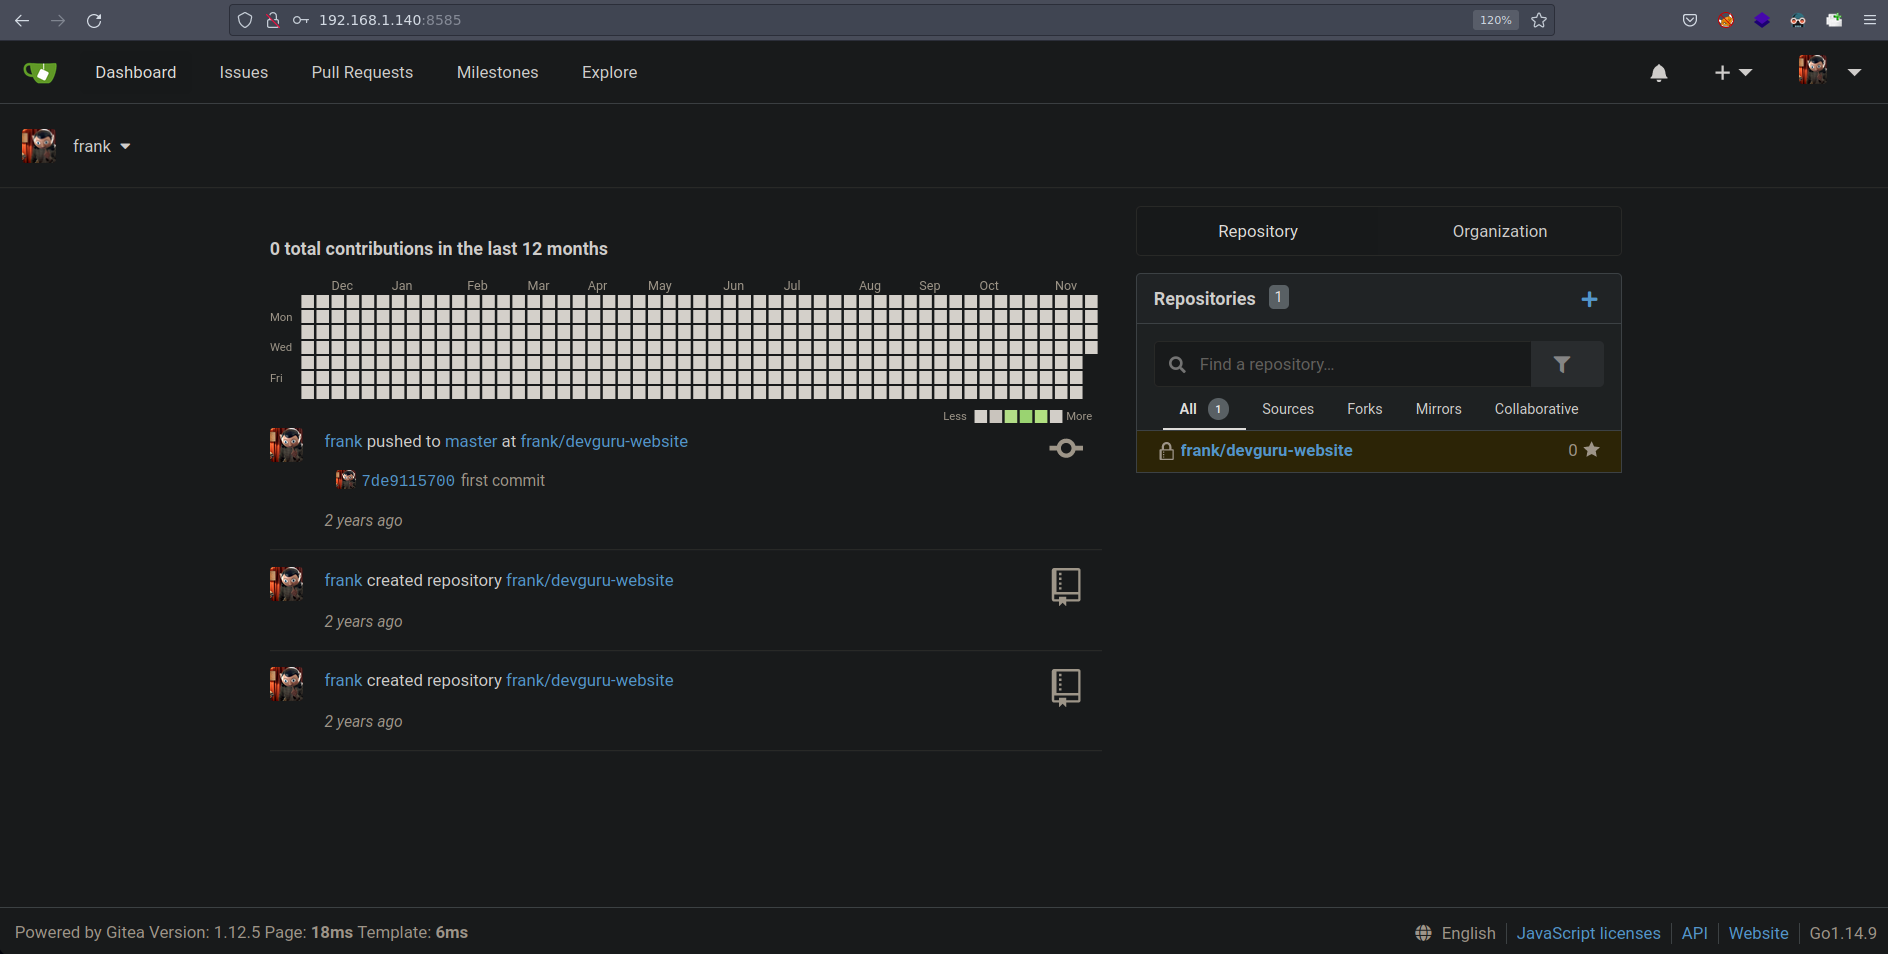 192.168.1.140:8585
120%
Dashboard Issues Pull Requests Milestones Explore
frank
Repository Organization
0 total contributions in the last 12 months
Dec Jan Feb Mar Apr May Jun Jul Aug Sep Oct Nov
Mon
Wed
Fri
Less More
frank pushed to master at frank/devguru-website
7de9115700 first commit
2 years ago
frank created repository frank/devguru-website
2 years ago
frank created repository frank/devguru-website
2 years ago
Repositories 1
Find a repository...
All 1 Sources Forks Mirrors Collaborative
frank/devguru-website 0
Powered by Gitea Version: 1.12.5 Page: 18ms Template: 6ms
English JavaScript licenses API Website Go1.14.9